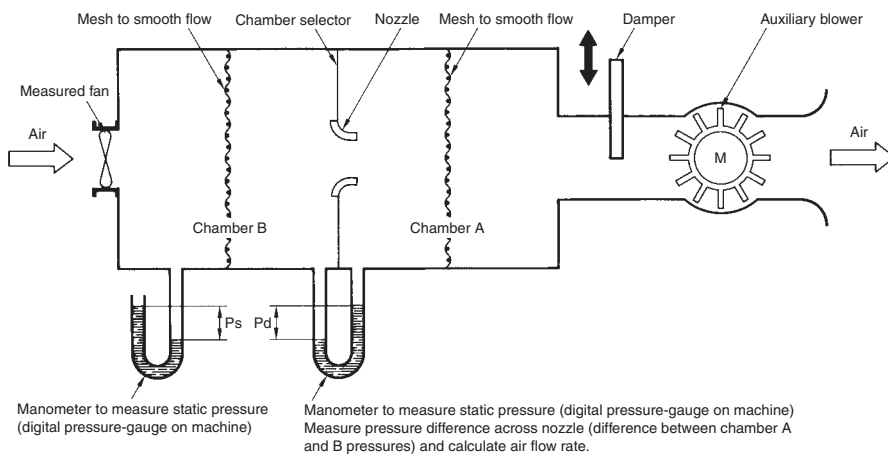 Mesh to smooth flow
Chamber selector
Nozzle
Mesh to smooth flow
Damper
Auxiliary blower
Measured fan
Air
M
Air
Chamber B
Chamber A
Ps
Pd
Manometer to measure static pressure
(digital pressure-gauge on machine)
Manometer to measure static pressure (digital pressure-gauge on machine)
Measure pressure difference across nozzle (difference between chamber A
and B pressures) and calculate air flow rate.